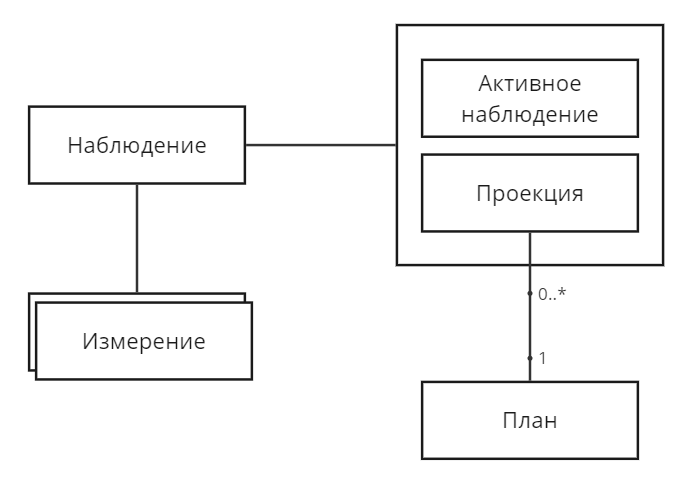 Активное
наблюдение
Наблюдение
Проекция
0..*
Измерение
1
План